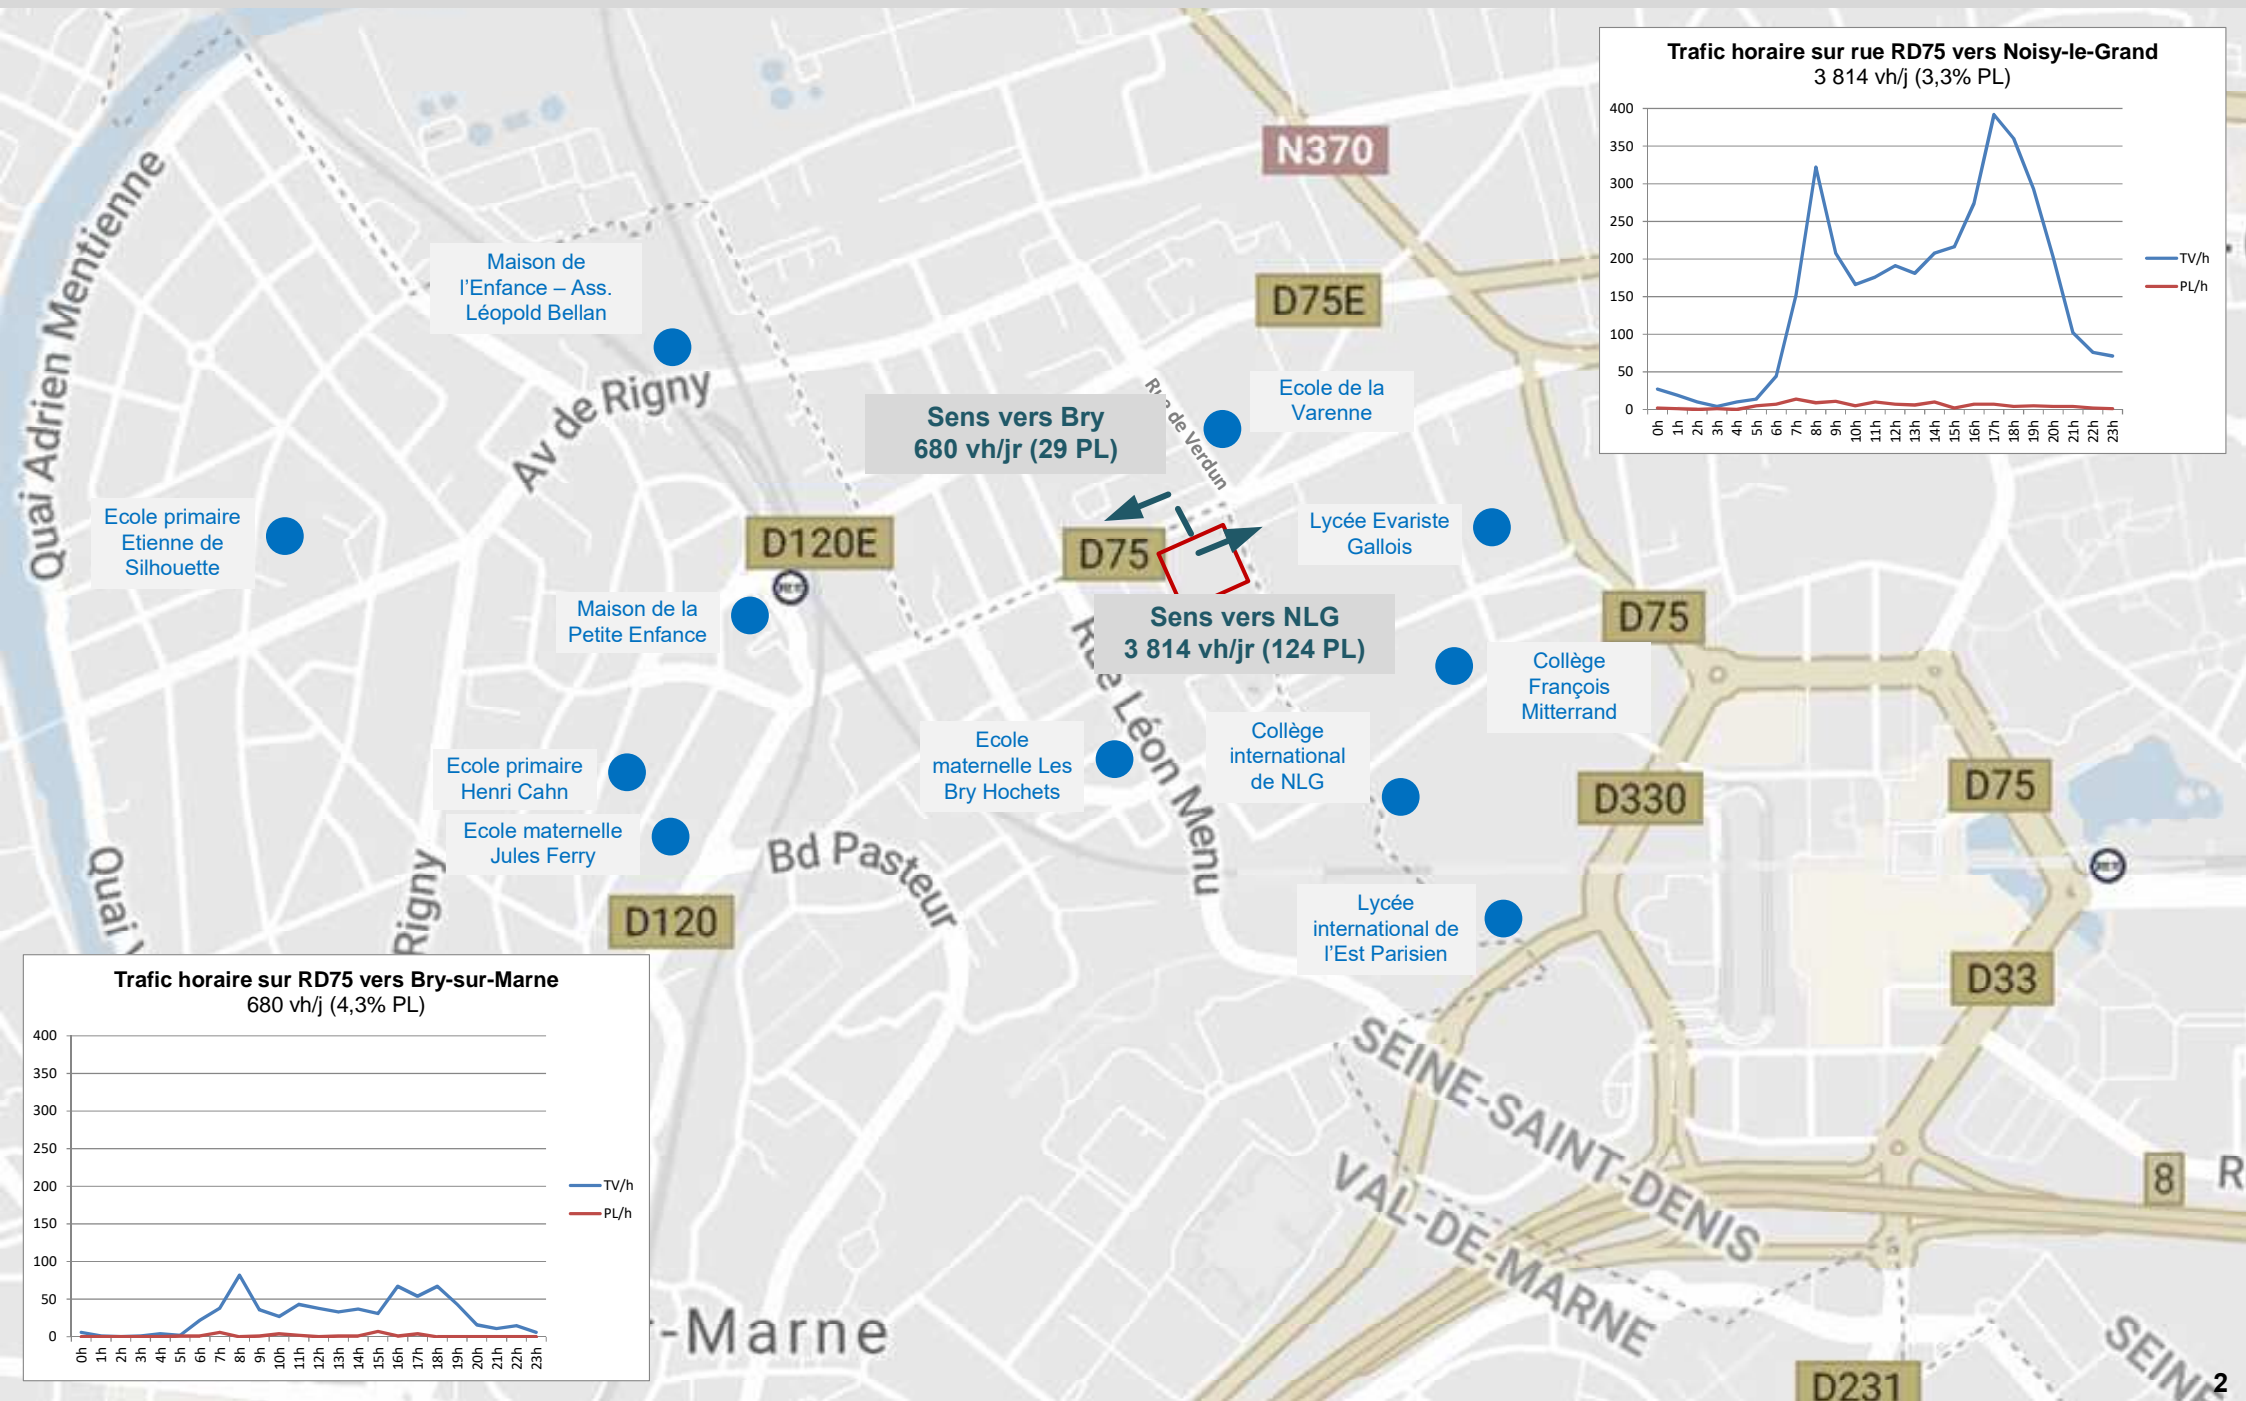 Trafic horaire sur rue RD75 vers Noisy-le-Grand
3 814 vh/j (3,3% PL)
400
350
300
250
200
150
100
50
0
0h
1h
2h
3h
4h
5h
6h
7h
8h
9h
10h
11h
12h
13h
14h
15h
16h
17h
18h
19h
20h
21h
22h
23h
TV/h
PL/h
N370
D75E
Quai Adrien Mentienne
Maison de
l'Enfance – Ass.
Léopold Bellan
Av de Rigny
Rue de Verdun
Ecole de la
Varenne
Sens vers Bry
680 vh/jr (29 PL)
Ecole primaire
Etienne de
Silhouette
D120E
D75
Lycée Evariste
Gallois
Maison de la
Petite Enfance
Sens vers NLG
3 814 vh/jr (124 PL)
D75
Collège
François
Mitterrand
Rue Léon Menu
Ecole
maternelle Les
Bry Hochets
Collège
international
de NLG
Ecole primaire
Henri Cahn
Ecole maternelle
Jules Ferry
D330
D75
Bd Pasteur
Quai
Rigny
D120
Lycée
international de
l'Est Parisien
D33
SEINE-SAINT-DENIS
VAL-DE-MARNE
8
R
Trafic horaire sur RD75 vers Bry-sur-Marne
680 vh/j (4,3% PL)
400
350
300
250
200
150
100
50
0
0h
1h
2h
3h
4h
5h
6h
7h
8h
9h
10h
11h
12h
13h
14h
15h
16h
17h
18h
19h
20h
21h
22h
23h
TV/h
PL/h
-Marne
D231
SEINE
2